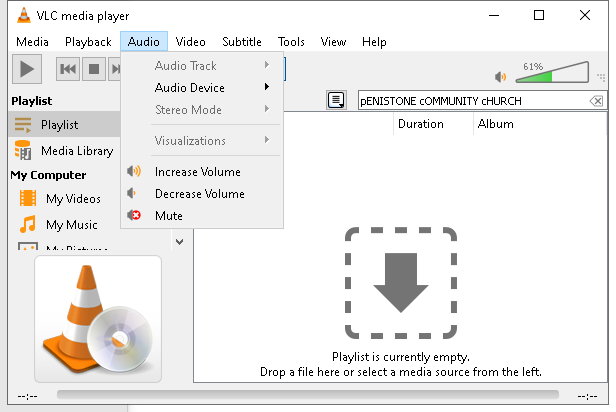 VLC media player
Media Playback Audio Video Subtitle Tools View Help
61%
Audio Track
Audio Device
Stereo Mode
Visualizations
Increase Volume
Decrease Volume
Mute
pENISTONE cOMMUNITY cHURCH
Playlist
Playlist
Media Library
My Computer
My Videos
My Music
My Pictures
Duration Album
Playlist is currently empty.
Drop a file here or select a media source from the left.
--:-- --:--